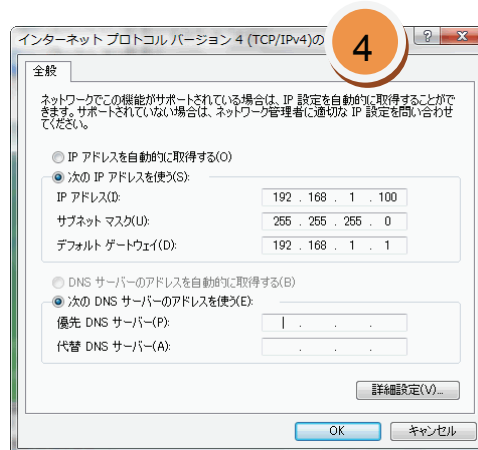 インターネット プロトコル バージョン 4 (TCP/IPv4)の
4
全般
ネットワークでこの機能がサポートされている場合は、IP 設定を自動的に取得することがで
きます。サポートされていない場合は、ネットワーク管理者に適切な IP 設定を問い合わせ
てください。
IP アドレスを自動的に取得する(O)
次の IP アドレスを使う(S):
IP アドレス(I): 192 . 168 . 1 . 100
サブネット マスク(U): 255 . 255 . 255 . 0
デフォルト ゲートウェイ(D): 192 . 168 . 1 . 1
DNS サーバーのアドレスを自動的に取得する(B)
次の DNS サーバーのアドレスを使う(E):
優先 DNS サーバー(P): . . .
代替 DNS サーバー(A): . . .
詳細設定(V)...
OK キャンセル